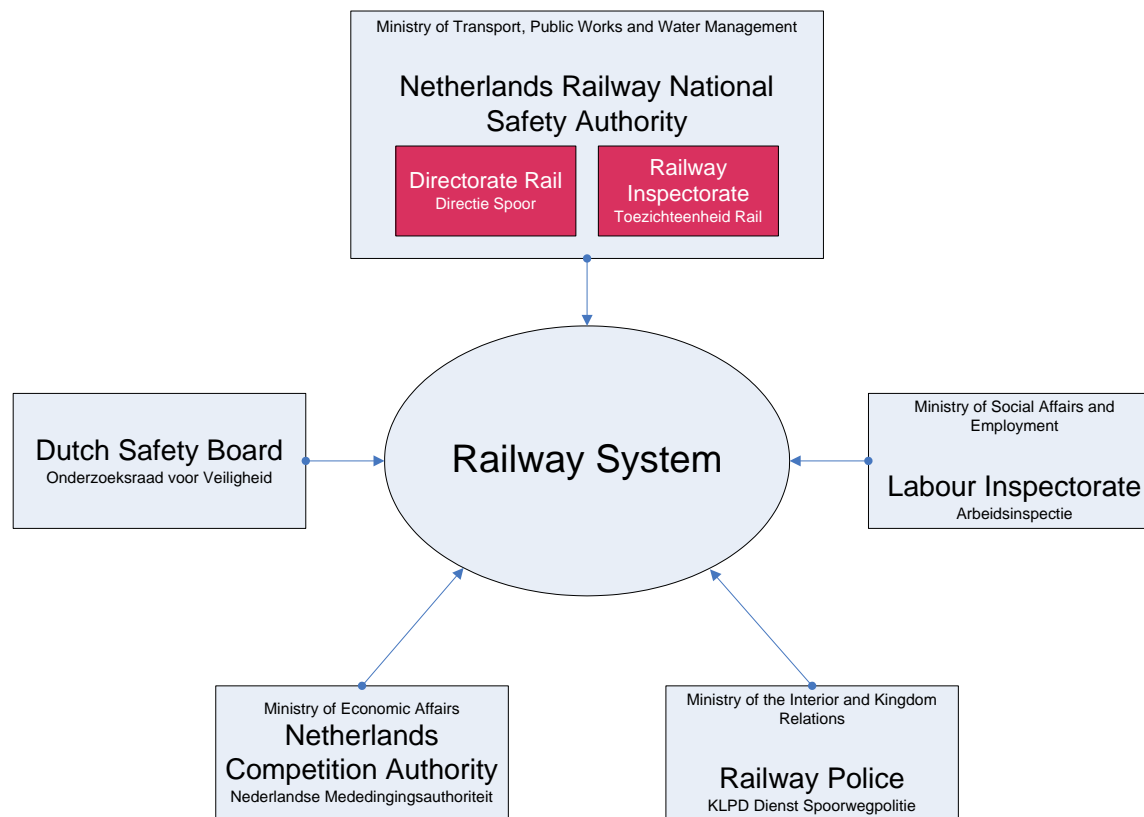 Ministry of Transport, Public Works and Water Management
Netherlands Railway National
Safety Authority
Directorate Rail
Directie Spoor
Railway
Inspectorate
Toezichteenheid Rail
Railway System
Dutch Safety Board
Onderzoeksraad voor Veiligheid
Ministry of Social Affairs and
Employment
Labour Inspectorate
Arbeidsinspectie
Ministry of Economic Affairs
Netherlands
Competition Authority
Nederlandse Mededingingsauthoriteit
Ministry of the Interior and Kingdom
Relations
Railway Police
KLPD Dienst Spoorwegpolitie